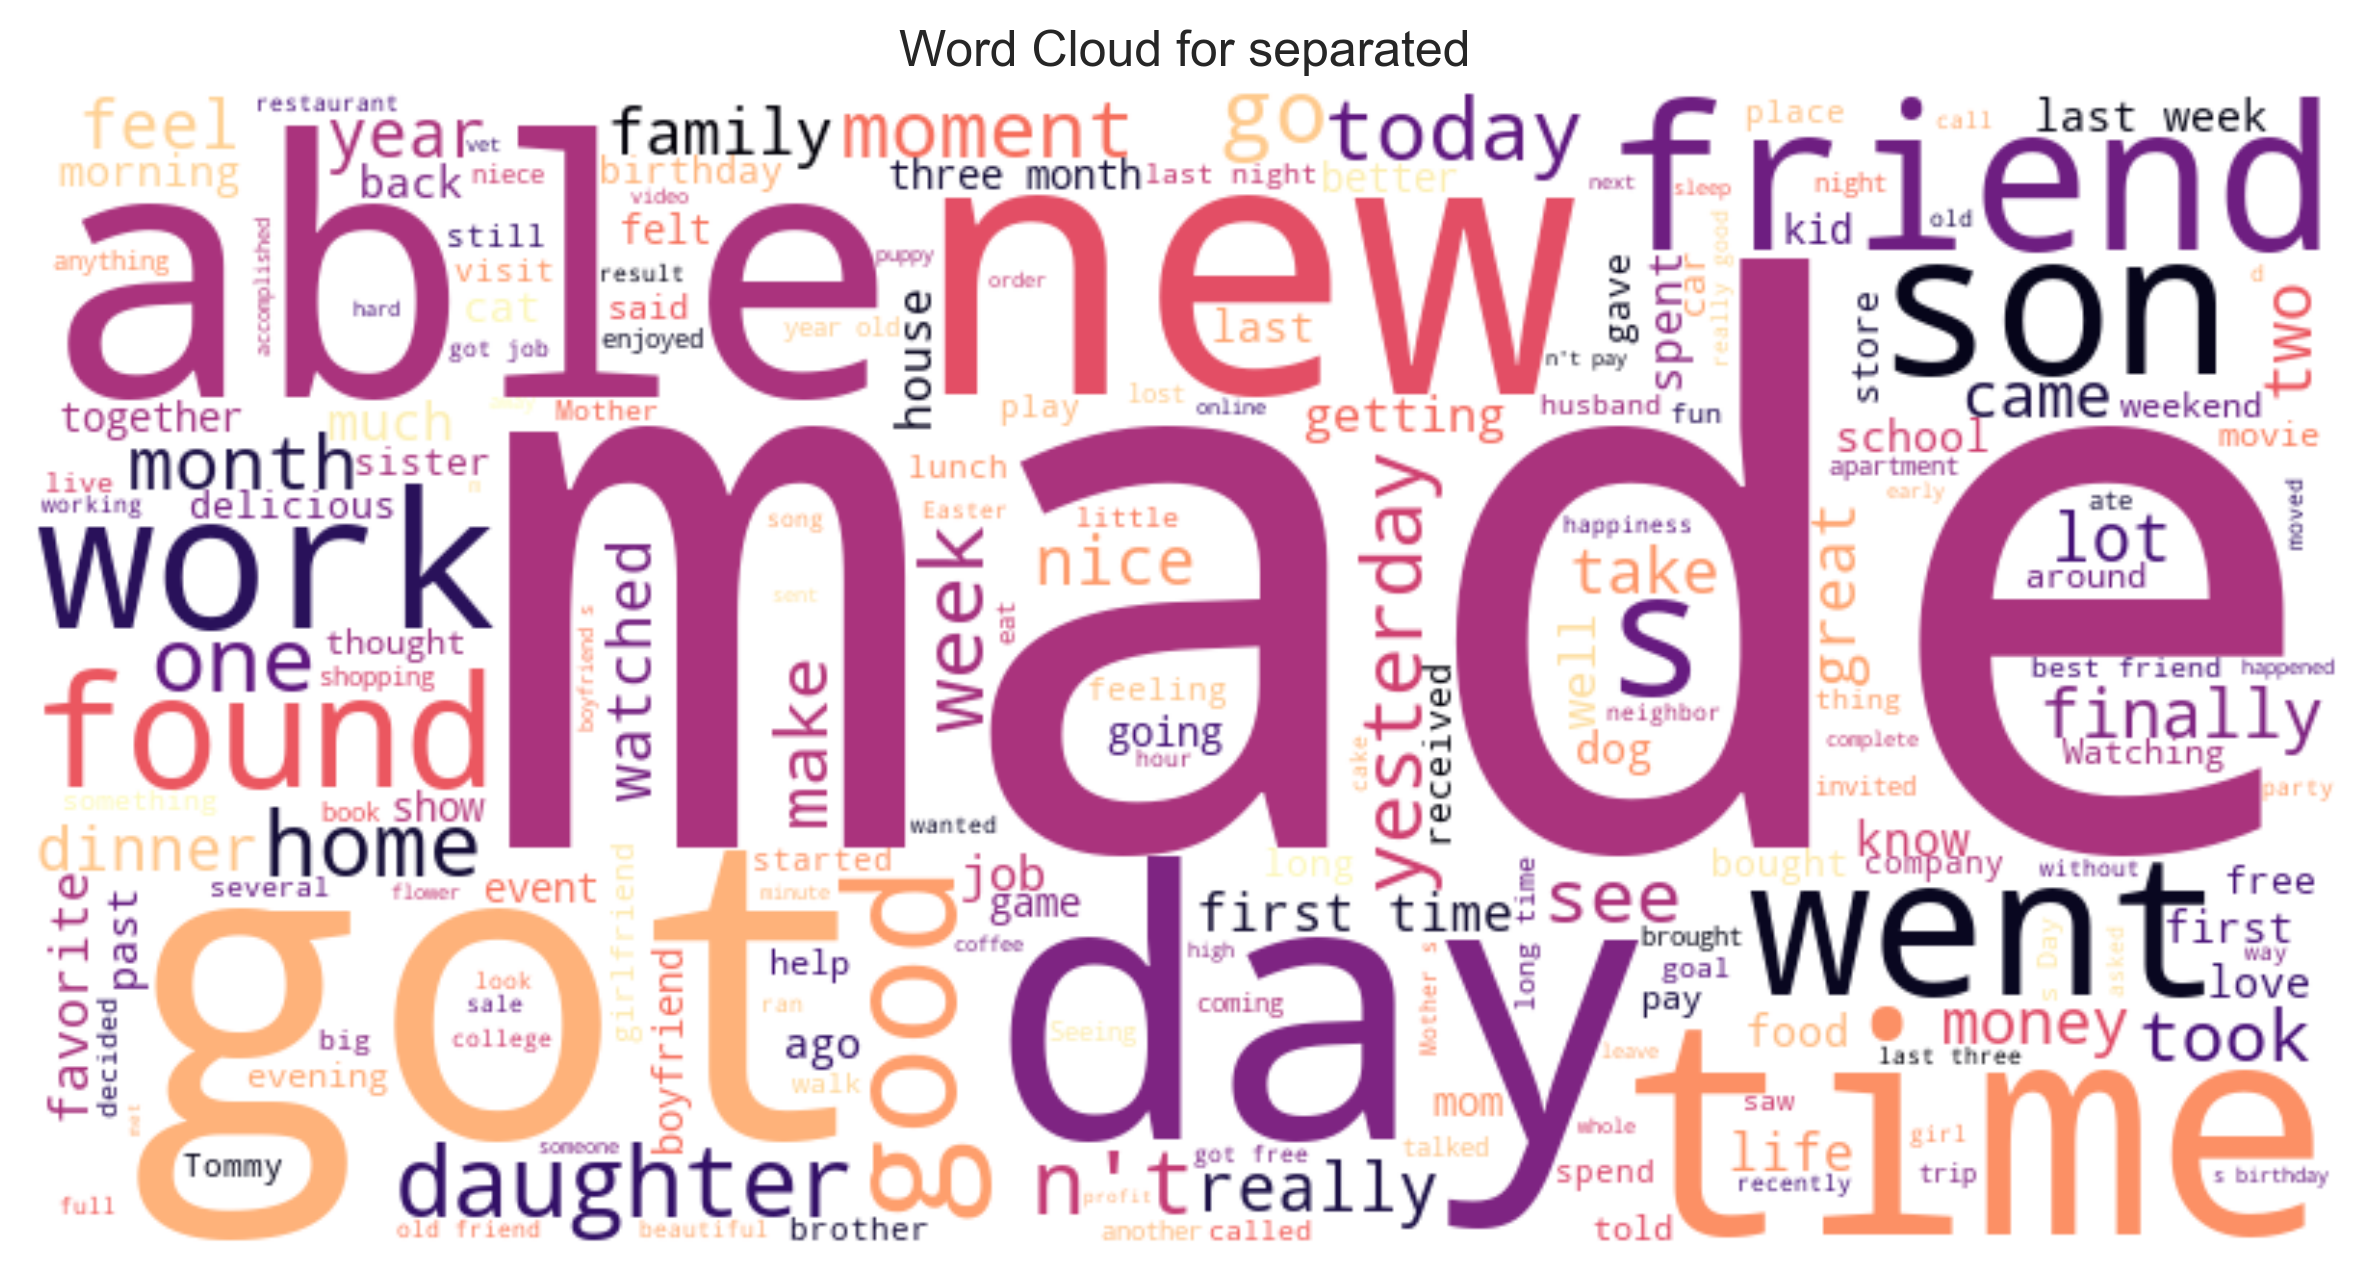 Word Cloud for separated
restaurant
feel
year
vet
family
moment
go
today
friend
place
call
last week
morning
back
niece
birthday
video
three month
last night
better
next
sleep
night
kid
old
able
new
still
felt
visit
result
said
enjoyed
cat
got job
hard
anything
accomplished
puppy
order
year old
last
house
gave
n't pay
spent
car
really good
store
son
d
two
together
much
away
Mother
play
lost
online
getting
husband
fun
came
weekend
month
sister
live
working
delicious
m
lunch
Easter
school
movie
apartment
early
moved
work
made
song
sent
little
nice
week
eat
yesterday
happiness
take
s
well
neighbor
dog
great
ate
lot
around
one
thought
shopping
boyfriend s
watched
make
feeling
going
hour
cake
received
thing
complete
invited
best friend
happened
finally
Watching
party
found
something
book
show
dinner
home
wanted
know
company
several
flower
event
girlfriend
started
minute
good
job
game
long
first time
long time
see
bought
without
free
favorite
past
decided
got
look
sale
college
big
evening
met
boyfriend
help
ran
ago
walk
coffee
day
high
coming
Seeing
Mother s
brought
goal
pay
went
first
way
love
s Day
asked
food
money
took
last three
leave
time
mom
talked
whole
saw
life
girl
trip
recently
s birthday
spend
told
Tommy
full
daughter
someone
old friend
beautiful
brother
n't
profit
got free
really
another
called